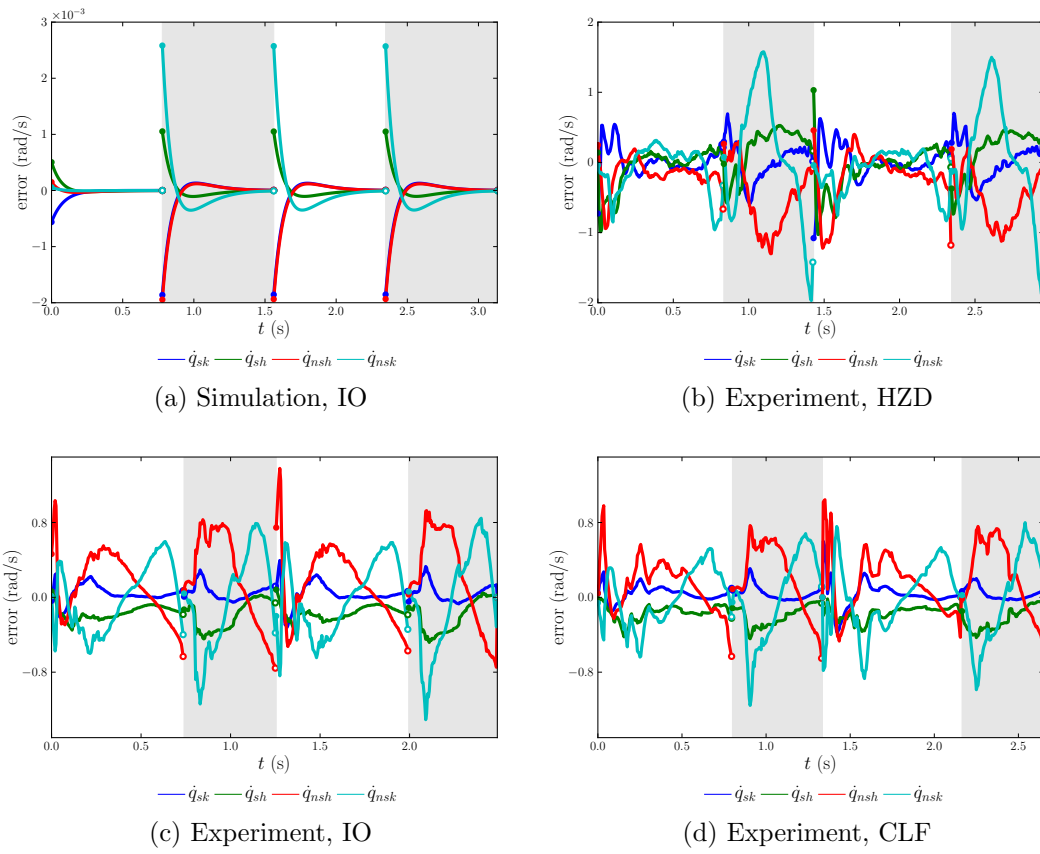 ×10⁻³
3
2
1
0
−1
−2
error (rad/s)
0.0 0.5 1.0 1.5 2.0 2.5 3.0
t (s)
q̇sk q̇sh q̇nsh q̇nsk
(a) Simulation, IO
2
1
0
1
−2
error (rad/s)
0.0 0.5 1.0 1.5 2.0 2.5
t (s)
q̇sk q̇sh q̇nsh q̇nsk
(b) Experiment, HZD
0.8
0.0
−0.8
error (rad/s)
0.0 0.5 1.0 1.5 2.0
t (s)
q̇sk q̇sh q̇nsh q̇nsk
(c) Experiment, IO
0.8
0.0
−0.8
error (rad/s)
0.0 0.5 1.0 1.5 2.0 2.5
t (s)
q̇sk q̇sh q̇nsh q̇nsk
(d) Experiment, CLF